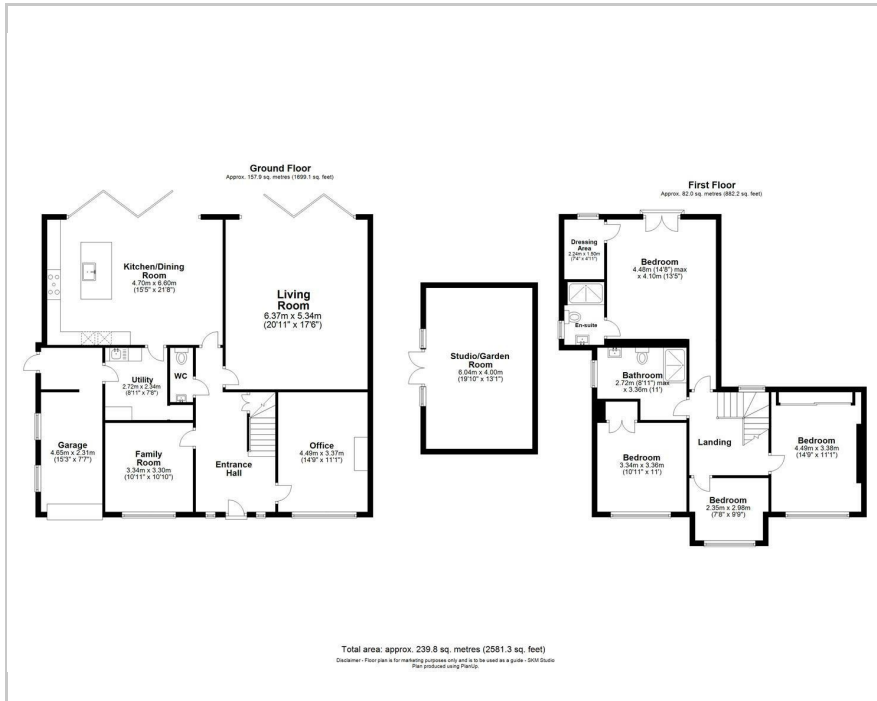 Ground Floor
Approx. 157.9 sq. metres (1699.1 sq. feet)
Kitchen/Dining
Room
4.70m x 6.60m
(15'5" x 21'8")
Living
Room
6.37m x 5.34m
(20'11" x 17'6")
Utility
2.72m x 2.34m
(8'11" x 7'8")
WC
Garage
4.65m x 2.31m
(15'3" x 7'7")
Family
Room
3.34m x 3.30m
(10'11" x 10'10")
Entrance
Hall
Office
4.49m x 3.37m
(14'9" x 11'1")
Studio/Garden
Room
6.04m x 4.00m
(19'10" x 13'1")
First Floor
Approx. 82.0 sq. metres (882.2 sq. feet)
Dressing
Area
2.24m x 1.50m
(7'4" x 4'11")
Bedroom
4.48m (14'8") max
x 4.10m (13'5")
En-suite
Bathroom
2.72m (8'11") max
x 3.36m (11')
Bedroom
3.34m x 3.36m
(10'11" x 11')
Landing
Bedroom
4.49m x 3.38m
(14'9" x 11'1")
Bedroom
2.35m x 2.98m
(7'8" x 9'9")
Total area: approx. 239.8 sq. metres (2581.3 sq. feet)
Disclaimer - Floor plan is for marketing purposes only and is to be used as a guide - SKM Studio
Plan produced using PlanUp.